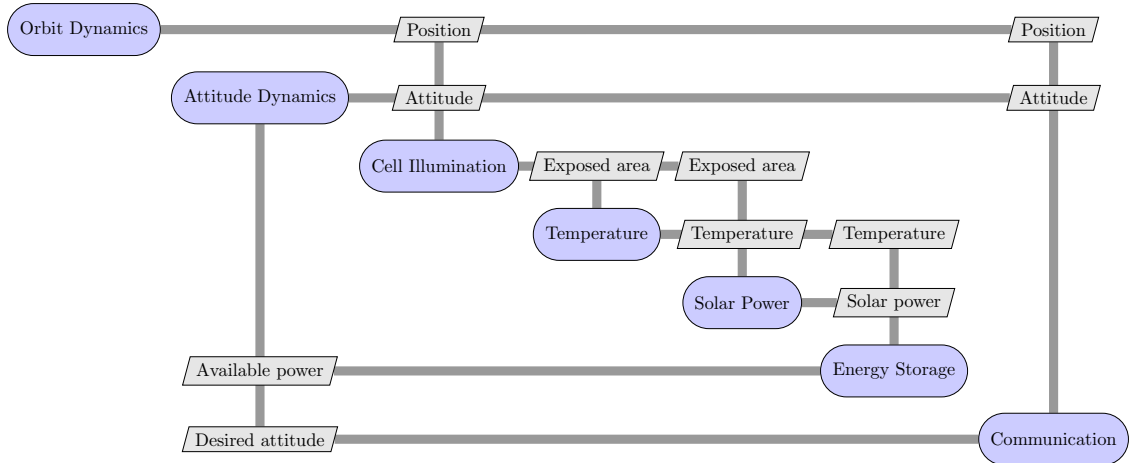 Orbit Dynamics
Position
Position
Attitude Dynamics
Attitude
Attitude
Cell Illumination
Exposed area
Exposed area
Temperature
Temperature
Temperature
Solar Power
Solar power
Available power
Energy Storage
Desired attitude
Communication